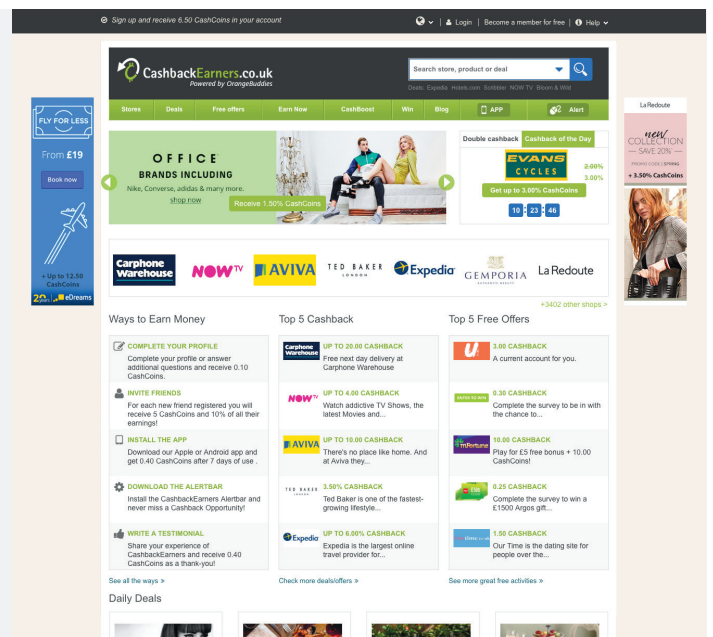 Sign up and receive 6.50 CashCoins in your account
Login | Become a member for free | Help
CashbackEarners.co.uk
Powered by OrangeBuddies
Search store, product or deal
Deals: Expedia Hotels.com Scribbler NOW TV Bloom & Wild
Stores Deals Free offers Earn Now CashBoost Win Blog APP Alert
FLY FOR LESS
From £19
Book now
+ Up to 12.50
CashCoins
20 years eDreams
OFFICE
BRANDS INCLUDING
Nike, Converse, adidas & many more.
shop now
Receive 1.50% CashCoins
Double cashback Cashback of the Day
EVANS
CYCLES
2.00%
3.00%
Get up to 3.00% CashCoins
10 : 23 : 46
La Redoute
new
COLLECTION
— SAVE 20%* —
PROMO CODE | SPRING
+ 3.50% CashCoins
Carphone
Warehouse
NOW TV
AVIVA
TED BAKER
LONDON
Expedia
GEMPORIA
La Redoute
+3402 other shops >
Ways to Earn Money
COMPLETE YOUR PROFILE
Complete your profile or answer
additional questions and receive 0.10
CashCoins.
INVITE FRIENDS
For each new friend registered you will
receive 5 CashCoins and 10% of all their
earnings!
INSTALL THE APP
Download our Apple or Android app and
get 0.40 CashCoins after 7 days of use .
DOWNLOAD THE ALERTBAR
Install the CashbackEarners Alertbar and
never miss a Cashback Opportunity!
WRITE A TESTIMONIAL
Share your experience of
CashbackEarners and receive 0.40
CashCoins as a thank-you!
See all the ways »
Top 5 Cashback
Carphone
Warehouse
UP TO 20.00 CASHBACK
Free next day delivery at
Carphone Warehouse
NOW TV
UP TO 4.00 CASHBACK
Watch addictive TV Shows, the
latest Movies and...
AVIVA
UP TO 10.00 CASHBACK
There's no place like home. And
at Aviva they...
TED BAKER
3.50% CASHBACK
Ted Baker is one of the fastest-
growing lifestyle...
Expedia
UP TO 6.00% CASHBACK
Expedia is the largest online
travel provider for...
Check more deals/offers »
Top 5 Free Offers
U
3.00 CASHBACK
A current account for you.
ENTER TO WIN
0.30 CASHBACK
Complete the survey to be in with
the chance to...
mFortune
10.00 CASHBACK
Play for £5 free bonus + 10.00
CashCoins!
0.25 CASHBACK
Complete the survey to win a
£1500 Argos gift...
1.50 CASHBACK
Our Time is the dating site for
people over the...
See more great free activities »
Daily Deals